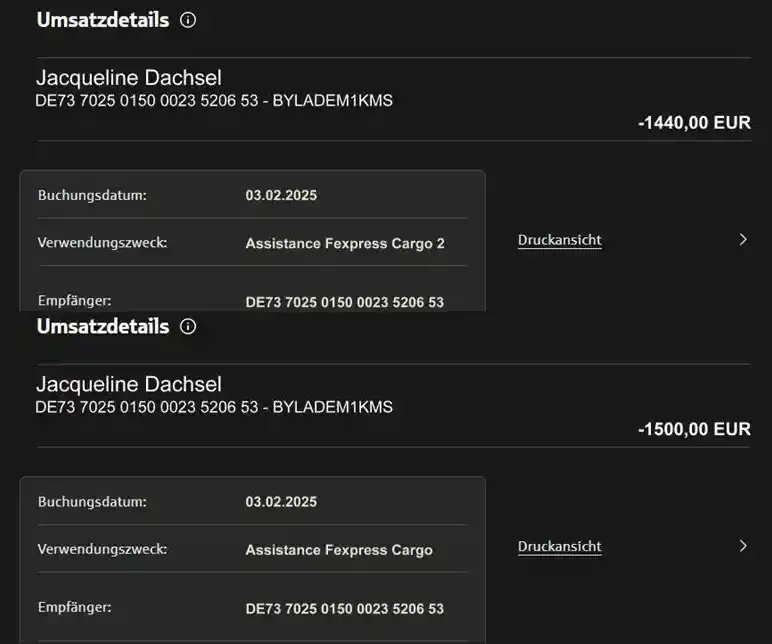 Umsatzdetails
Jacqueline Dachsel
DE73 7025 0150 0023 5206 53 - BYLADEM1KMS
-1440,00 EUR
Buchungsdatum: 03.02.2025
Verwendungszweck: Assistance Fexpress Cargo 2
Druckansicht
Empfänger: DE73 7025 0150 0023 5206 53
Umsatzdetails
Jacqueline Dachsel
DE73 7025 0150 0023 5206 53 - BYLADEM1KMS
-1500,00 EUR
Buchungsdatum: 03.02.2025
Verwendungszweck: Assistance Fexpress Cargo
Druckansicht
Empfänger: DE73 7025 0150 0023 5206 53